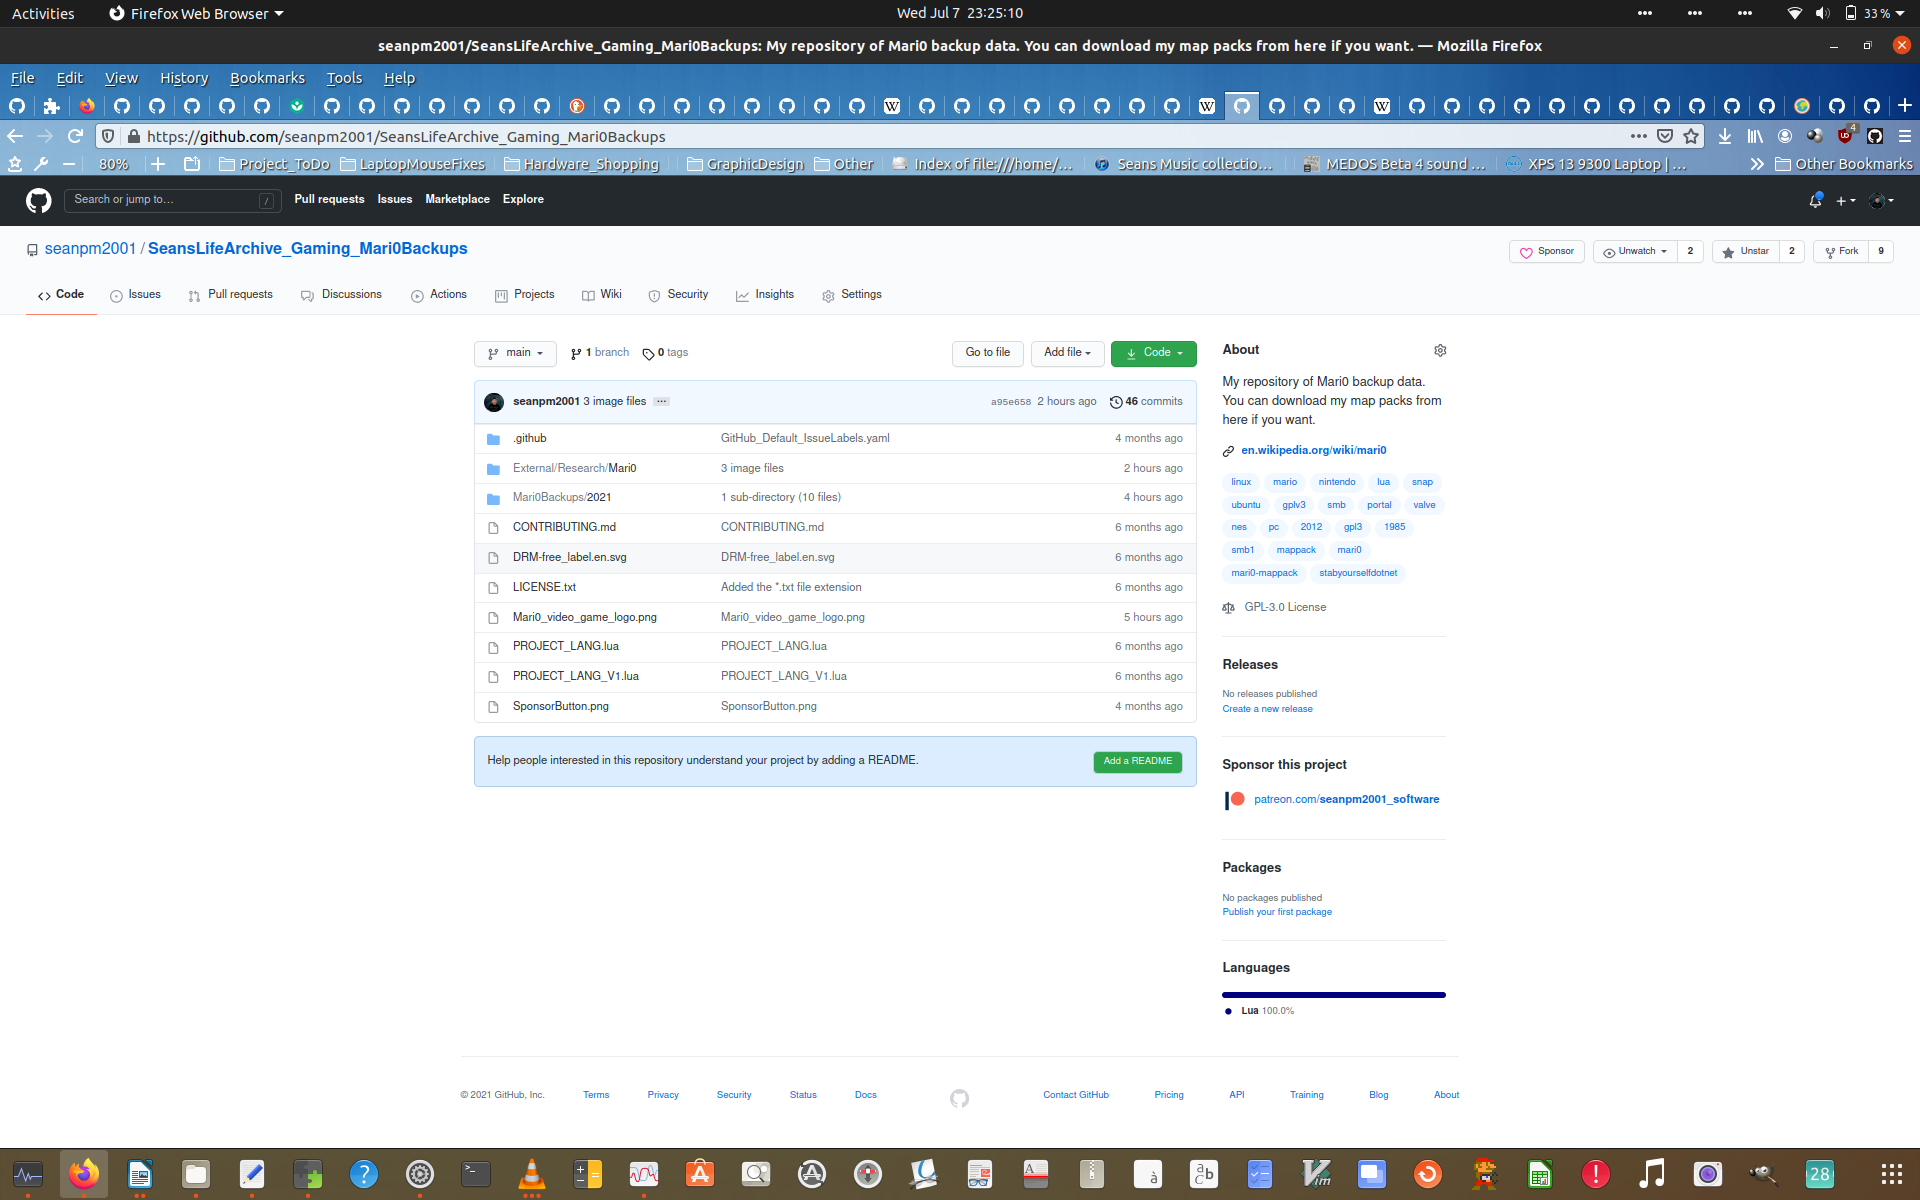 Activities Firefox Web Browser Wed Jul 7 23:25:10 33 %
seanpm2001/SeansLifeArchive_Gaming_Mari0Backups: My repository of Mari0 backup data. You can download my map packs from here if you want. — Mozilla Firefox
File Edit View History Bookmarks Tools Help
https://github.com/seanpm2001/SeansLifeArchive_Gaming_Mari0Backups 4
80% Project_ToDo LaptopMouseFixes Hardware_Shopping GraphicDesign Other Index of file:///home/… Seans Music collectio… MEDOS Beta 4 sound … XPS 13 9300 Laptop | … Other Bookmarks
Search or jump to… / Pull requests Issues Marketplace Explore
seanpm2001 / SeansLifeArchive_Gaming_Mari0Backups Sponsor Unwatch 2 Unstar 2 Fork 9
Code Issues Pull requests Discussions Actions Projects Wiki Security Insights Settings
main 1 branch 0 tags Go to file Add file Code
seanpm2001 3 image files … a95e658 2 hours ago 46 commits
.github GitHub_Default_IssueLabels.yaml 4 months ago
External/Research/Mari0 3 image files 2 hours ago
Mari0Backups/2021 1 sub-directory (10 files) 4 hours ago
CONTRIBUTING.md CONTRIBUTING.md 6 months ago
DRM-free_label.en.svg DRM-free_label.en.svg 6 months ago
LICENSE.txt Added the *.txt file extension 6 months ago
Mari0_video_game_logo.png Mari0_video_game_logo.png 5 hours ago
PROJECT_LANG.lua PROJECT_LANG.lua 6 months ago
PROJECT_LANG_V1.lua PROJECT_LANG_V1.lua 6 months ago
SponsorButton.png SponsorButton.png 4 months ago
Help people interested in this repository understand your project by adding a README. Add a README
About
My repository of Mari0 backup data.
You can download my map packs from
here if you want.
en.wikipedia.org/wiki/mari0
linux mario nintendo lua snap
ubuntu gplv3 smb portal valve
nes pc 2012 gpl3 1985
smb1 mappack mari0
mari0-mappack stabyourselfdotnet
GPL-3.0 License
Releases
No releases published
Create a new release
Sponsor this project
patreon.com/seanpm2001_software
Packages
No packages published
Publish your first package
Languages
Lua 100.0%
© 2021 GitHub, Inc. Terms Privacy Security Status Docs Contact GitHub Pricing API Training Blog About
28